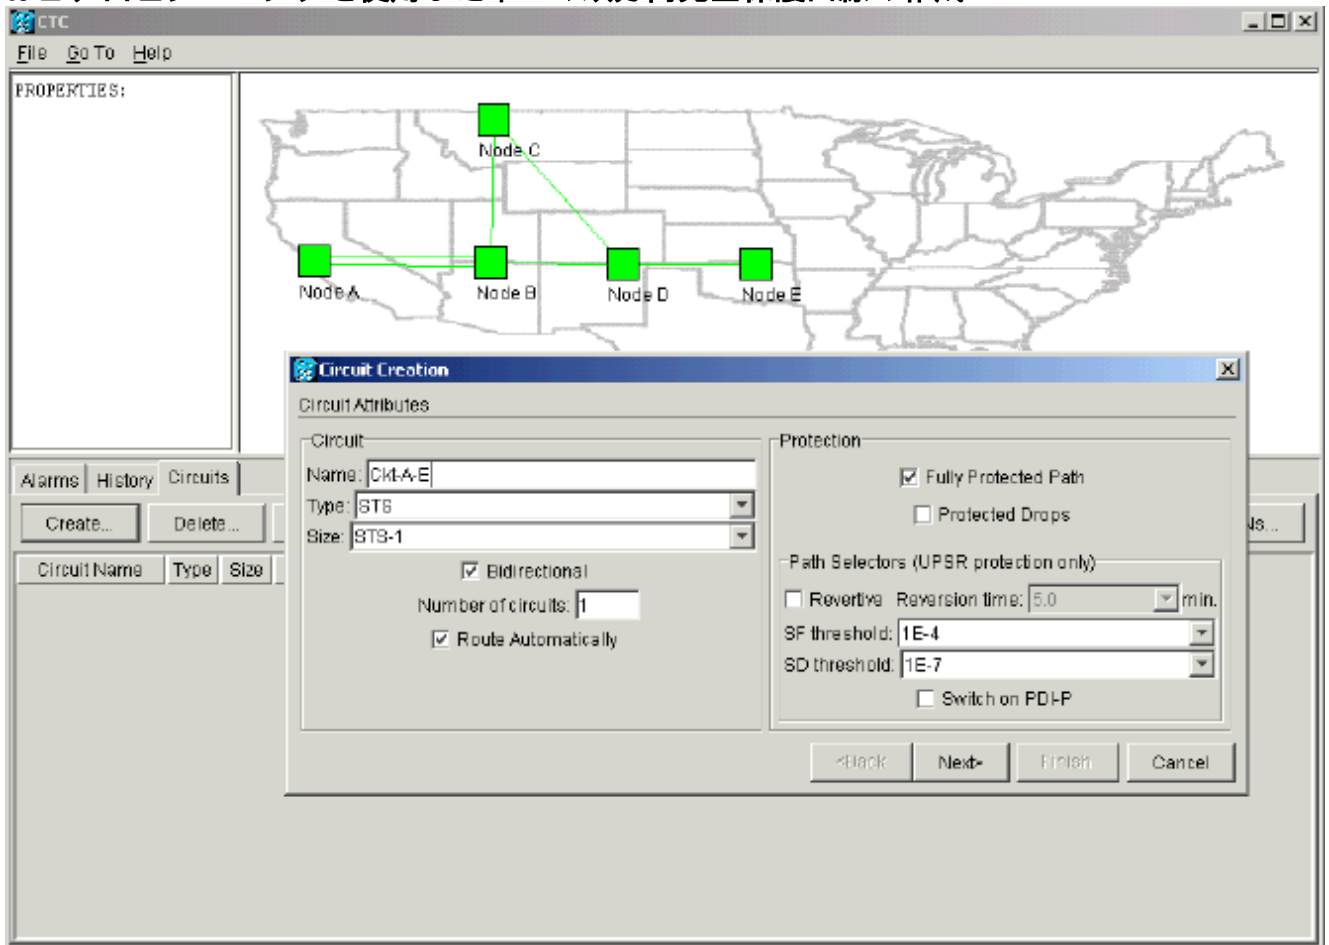 CTC
File Go To Help
PROPERTIES:
Node C
Node A
Node B
Node D
Node E
Circuit Creation
Circuit Attributes
Circuit
Name: Ckt-A-E
Type: STS
Size: STS-1
Bidirectional
Number of circuits: 1
Route Automatically
Protection
Fully Protected Path
Protected Drops
Path Selectors (UPSR protection only)
Revertive Reversion time: 5.0 min.
SF threshold: 1E-4
SD threshold: 1E-7
Switch on PDI-P
<Back Next> Finish Cancel
Alarms History Circuits
Create... Delete...
Circuit Name Type Size